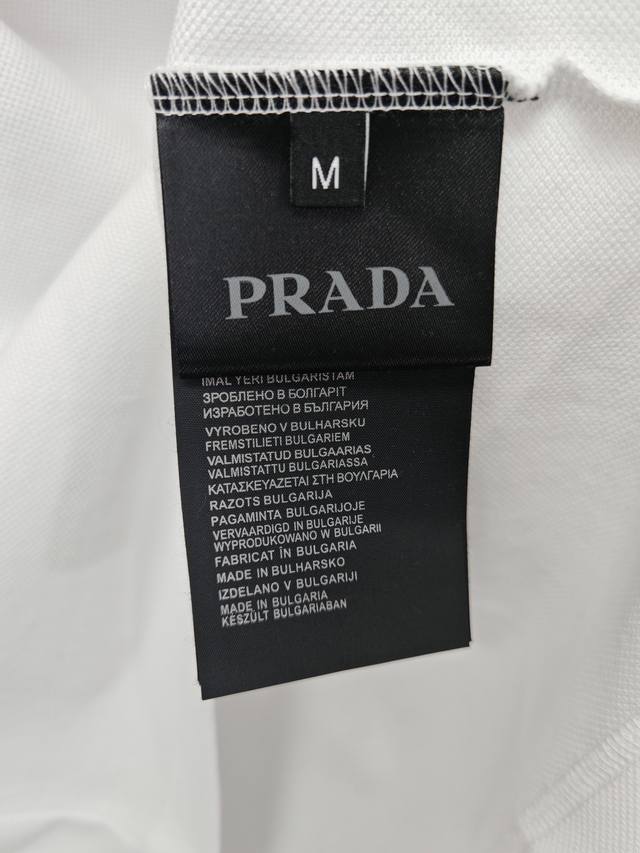 M
PRADA
IMAL YERI BULGARISTAM
ЗРОБЛЕНО В БОЛГАРІТ
ИЗРАБОТЕНО В БЪЛГАРИЯ
VYROBENO V BULHARSKU
FREMSTILIETI BULGARIEM
VALMISTATUD BULGAARIAS
VALMISTATTU BULGARIASSA
ΚΑΤΑΣΚΕΥΑΖΕΤΑΙ ΣΤΗ ΒΟΥΛΓΑΡΙΑ
RAZOTS BULGARIJA
PAGAMINTA BULGARIJOJE
VERVAARDIGD IN BULGARIJE
WYPRODUKOWANO W BULGARII
FABRICAT ÎN BULGARIA
MADE IN BULHARSKO
IZDELANO V BULGARIJI
MADE IN BULGARIA
KÉSZÜLT BULGÁRIABAN